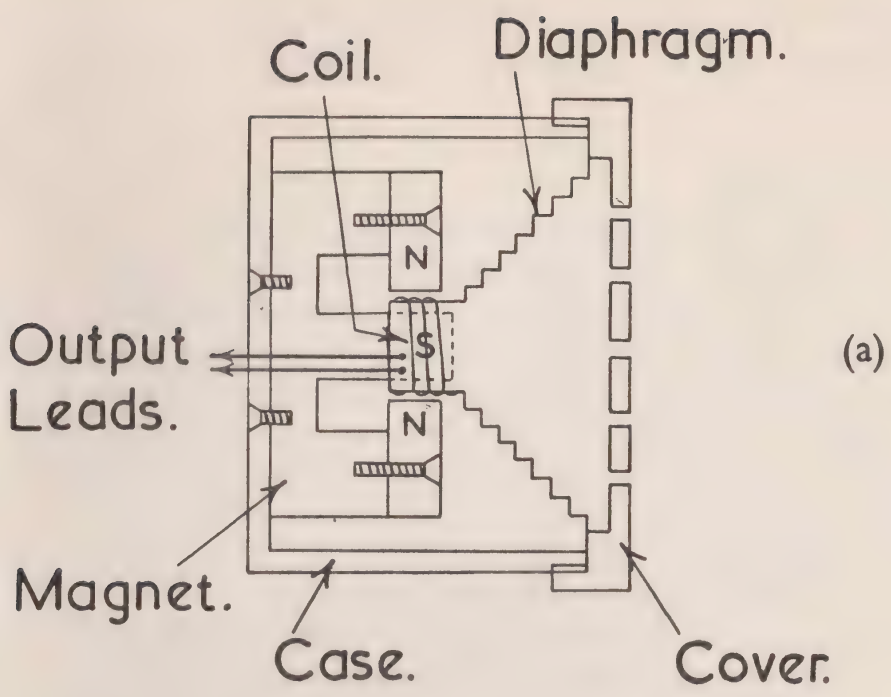 Diaphragm.
Coil.
N
S
Output
Leads.
(a)
N
Magnet.
Case.
Cover.